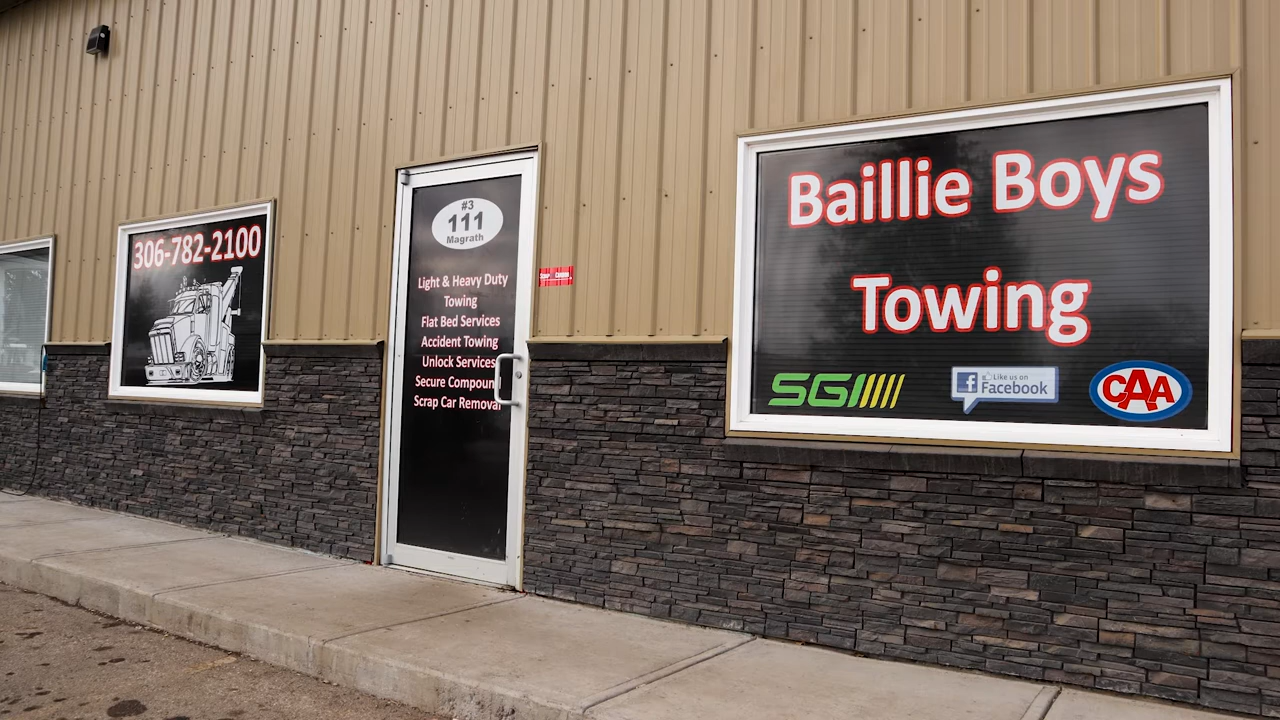 306-782-2100
#3
111
Magrath
Light & Heavy Duty
Towing
Flat Bed Services
Accident Towing
Unlock Services
Secure Compound
Scrap Car Removal
Baillie Boys
Towing
SGI
f Like us on
Facebook
CAA